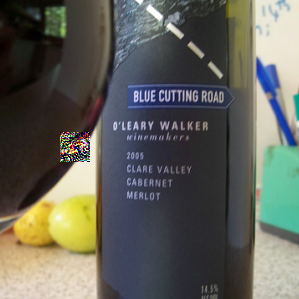 BLUE CUTTING ROAD
O'LEARY WALKER
winemakers
2005
CLARE VALLEY
CABERNET
MERLOT
14.5%